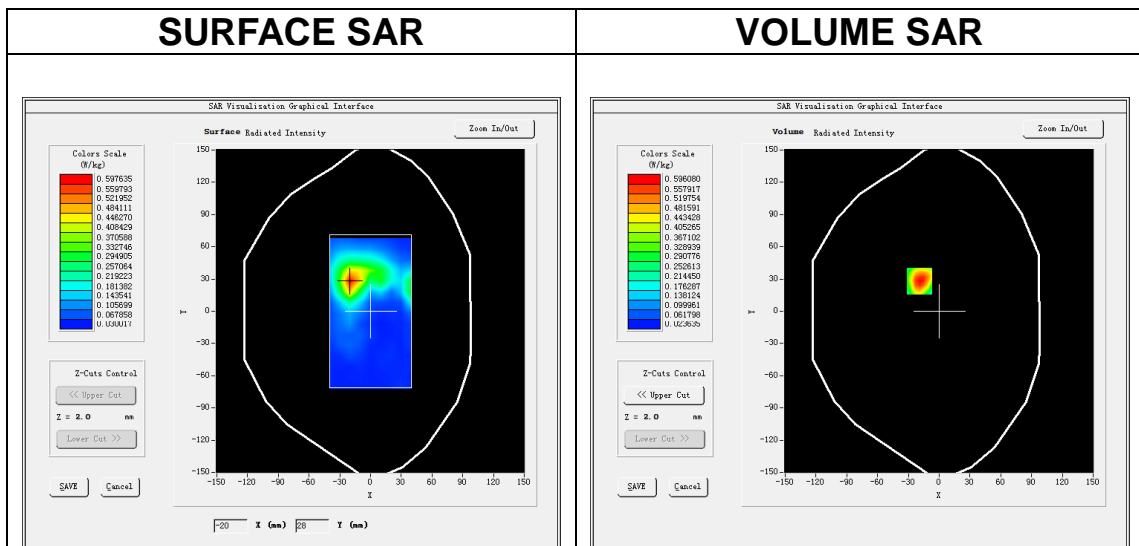 SURFACE SAR
SAR Visualisation Graphical Interface
Surface Radiated Intensity
Zoom In/Out
Colors Scale
(W/kg)
0.597635
0.559793
0.521952
0.484111
0.446270
0.408429
0.370588
0.332746
0.294905
0.257064
0.219223
0.181382
0.143541
0.105699
0.067858
0.030017
Z-Cuts Control
<< Upper Cut
Z = 2.0 mm
Lower Cut >>
SAVE Cancel
150
120
90
60
30
0
-30
-60
-90
-120
-150
Y
-150 -120 -90 -60 -30 0 30 60 90 120 150
X
-20 X (mm) 28 Y (mm)
VOLUME SAR
SAR Visualisation Graphical Interface
Volume Radiated Intensity
Zoom In/Out
Colors Scale
(W/kg)
0.596080
0.557917
0.519754
0.481591
0.443428
0.405265
0.367102
0.328939
0.290776
0.252613
0.214450
0.176287
0.138124
0.099961
0.061798
0.023635
Z-Cuts Control
<< Upper Cut
Z = 2.0 mm
Lower Cut >>
SAVE Cancel
150
120
90
60
30
0
-30
-60
-90
-120
-150
Y
-150 -120 -90 -60 -30 0 30 60 90 120 150
X